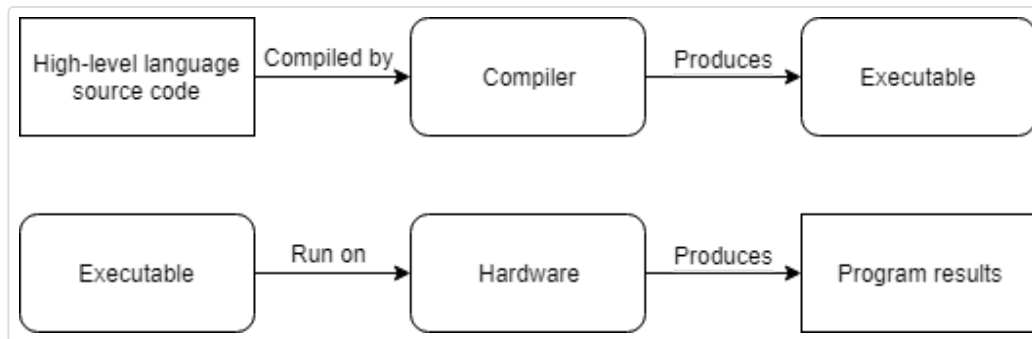 High-level language
source code
Compiled by
Compiler
Produces
Executable
Executable
Run on
Hardware
Produces
Program results